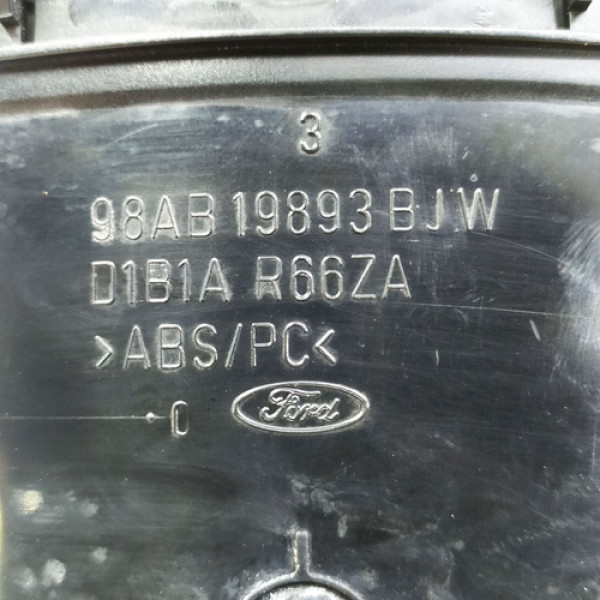 3
98AB 19893 BJW
D1B1A R66ZA
>ABS/PC<
0 Ford